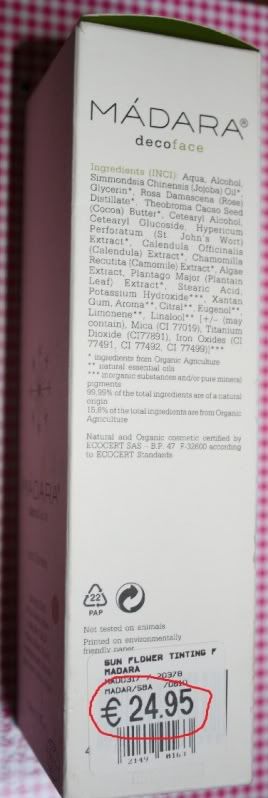 MÁDARA®
decoface
Ingredients (INCI): Aqua, Alcohol,
Simmondsia Chinensis (Jojoba) Oil*,
Glycerin*, Rosa Damascena (Rose)
Distillate*, Theobroma Cacao Seed
(Cocoa) Butter*, Cetearyl Alcohol,
Cetearyl Glucoside, Hypericum
Perforatum (St John's Wort)
Extract*, Calendula Officinalis
(Calendula) Extract*, Chamomilla
Recutita (Camomile) Extract*, Algae
Extract, Plantago Major (Plantain
Leaf) Extract*, Stearic Acid,
Potassium Hydroxide***, Xantan
Gum, Aroma**, Citral**, Eugenol**,
Limonene**, Linalool** [+/- (may
contain), Mica (CI 77019), Titanium
Dioxide (CI77891), Iron Oxides (CI
77491, CI 77492, CI 77499)]***
* ingredients from Organic Agriculture
** natural essential oils
*** inorganic substances and/or pure mineral
pigments
99,99% of the total ingredients are of a natural
origin
15,8% of the total ingredients are from Organic
Agriculture
Natural and Organic cosmetic certified by
ECOCERT SAS - B.P. 47 F-32600 according
to ECOCERT Standards
MÁDARA®
22
PAP
Not tested on animals
Printed on environmentally
friendly paper
SUN FLOWER TINTING F
MADARA
/ 20378
MADAR/SBA /0810
€ 24.95
2149 0163